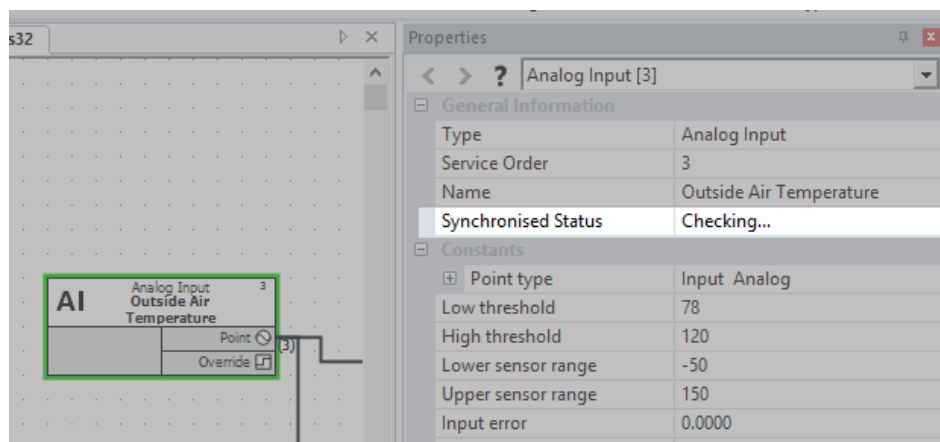 s32
Properties
? Analog Input [3]
General Information
Type Analog Input
Service Order 3
Name Outside Air Temperature
Synchronised Status Checking...
Constants
Point type Input Analog
Low threshold 78
High threshold 120
Lower sensor range -50
Upper sensor range 150
Input error 0.0000
AI
Analog Input 3
Outside Air
Temperature
Point
(3)
Override